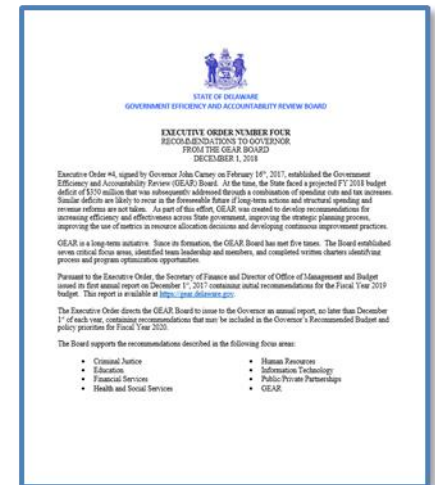 STATE OF DELAWARE
GOVERNMENT EFFICIENCY AND ACCOUNTABILITY REVIEW BOARD
EXECUTIVE ORDER NUMBER FOUR
RECOMMENDATIONS TO GOVERNOR
FROM THE GEAR BOARD
DECEMBER 1, 2018
Executive Order #4, signed by Governor John Carney on February 16th, 2017, established the Government
Efficiency and Accountability Review (GEAR) Board. At the time, the State faced a projected FY 2018 budget
deficit of $350 million that was subsequently addressed through a combination of spending cuts and tax increases.
Similar deficits are likely to recur in the foreseeable future if long-term actions and structural spending and
revenue reforms are not taken. As part of this effort, GEAR was created to develop recommendations for
increasing efficiency and effectiveness across State government, improving the strategic planning process,
improving the use of metrics in resource allocation decisions and developing continuous improvement practices.
GEAR is a long-term initiative. Since its formation, the GEAR Board has met five times. The Board established
seven critical focus areas, identified team leadership and members, and completed written charters identifying
process and program optimization opportunities.
Pursuant to the Executive Order, the Secretary of Finance and Director of Office of Management and Budget
issued its first annual report on December 1st, 2017 containing initial recommendations for the Fiscal Year 2019
budget. This report is available at https://gear.delaware.gov.
The Executive Order directs the GEAR Board to issue to the Governor an annual report, no later than December
1st of each year, containing recommendations that may be included in the Governor's Recommended Budget and
policy priorities for Fiscal Year 2020.
The Board supports the recommendations described in the following focus areas:
• Criminal Justice
• Education
• Financial Services
• Health and Social Services
• Human Resources
• Information Technology
• Public/Private Partnerships
• GEAR